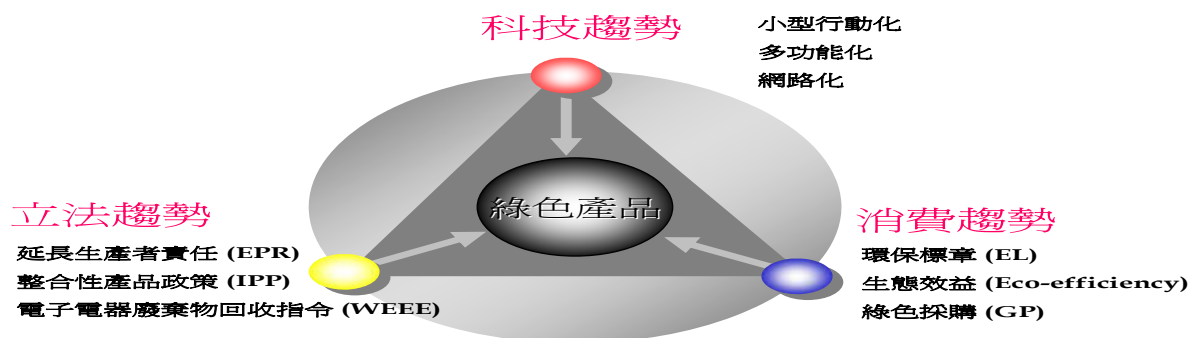 科技趨勢
小型行動化
多功能化
網路化
綠色產品
立法趨勢
延長生產者責任 (EPR)
整合性產品政策 (IPP)
電子電器廢棄物回收指令 (WEEE)
消費趨勢
環保標章 (EL)
生態效益 (Eco-efficiency)
綠色採購 (GP)